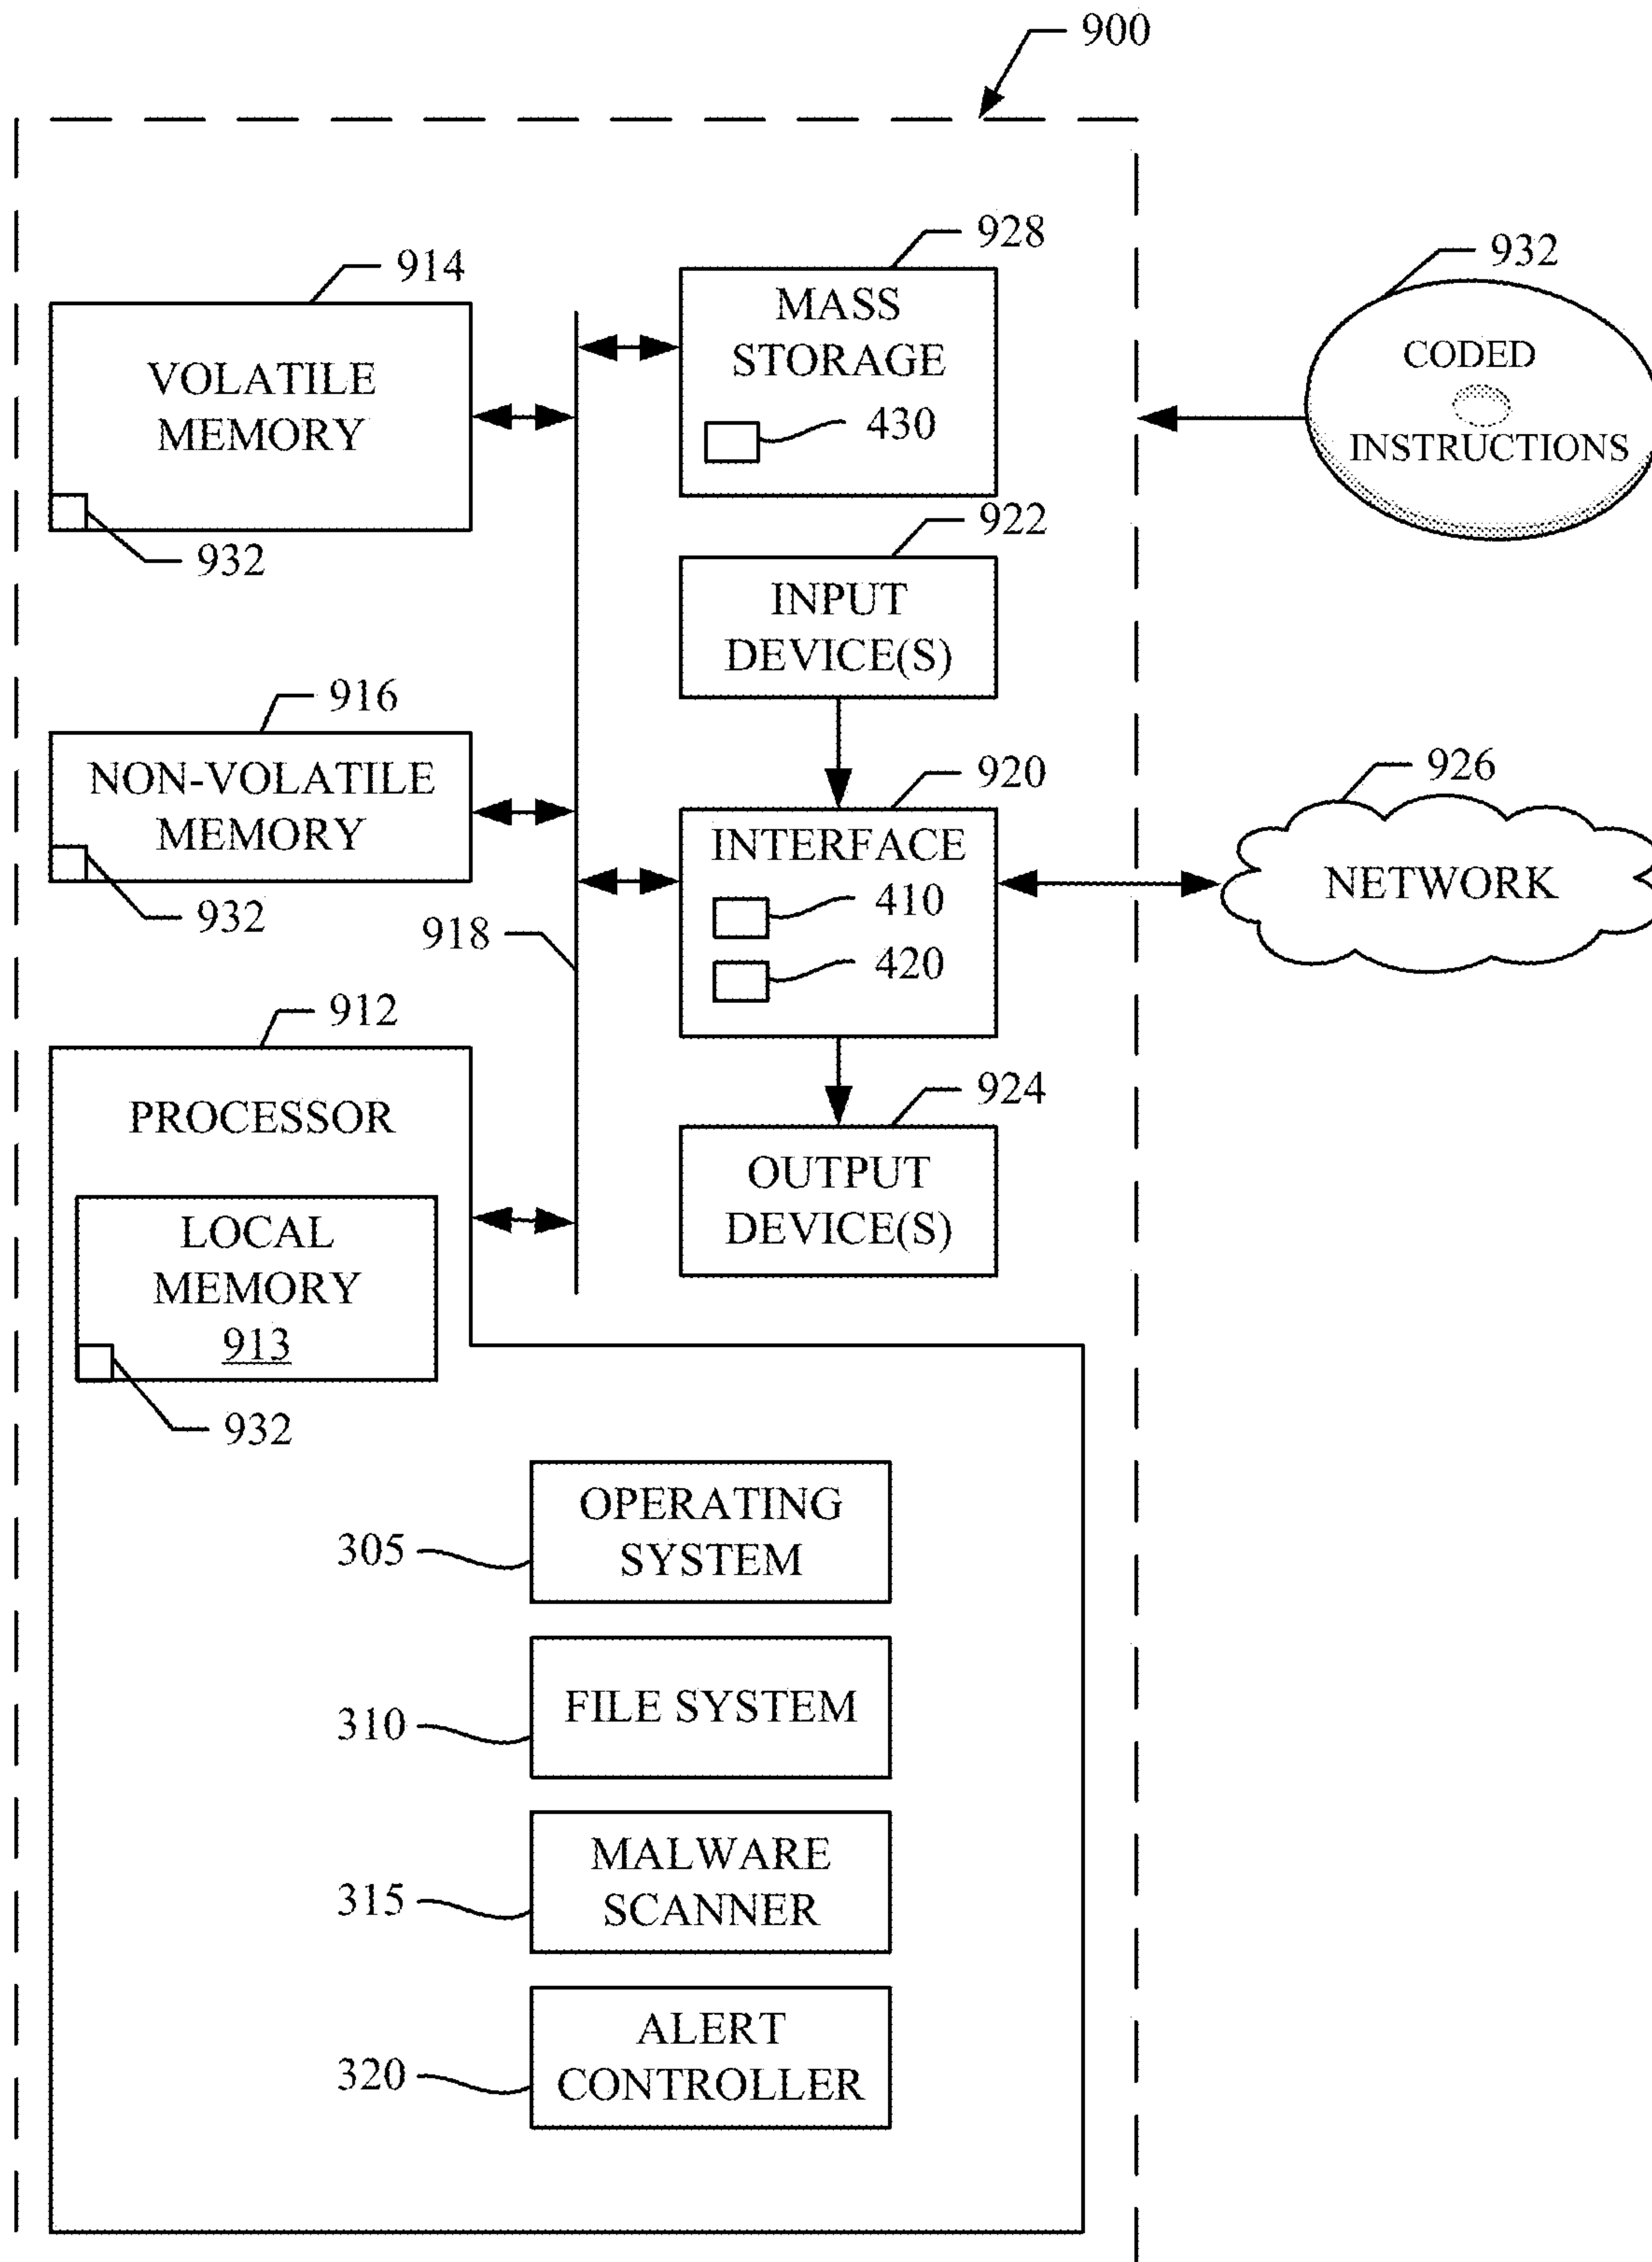 900
928
914
932
MASS
STORAGE
430
VOLATILE
MEMORY
CODED
INSTRUCTIONS
932
922
INPUT
DEVICE(S)
916
NON-VOLATILE
MEMORY
932
920
INTERFACE
410
420
926
NETWORK
918
912
PROCESSOR
924
OUTPUT
DEVICE(S)
LOCAL
MEMORY
913
932
OPERATING
SYSTEM
305
FILE SYSTEM
310
MALWARE
SCANNER
315
ALERT
CONTROLLER
320